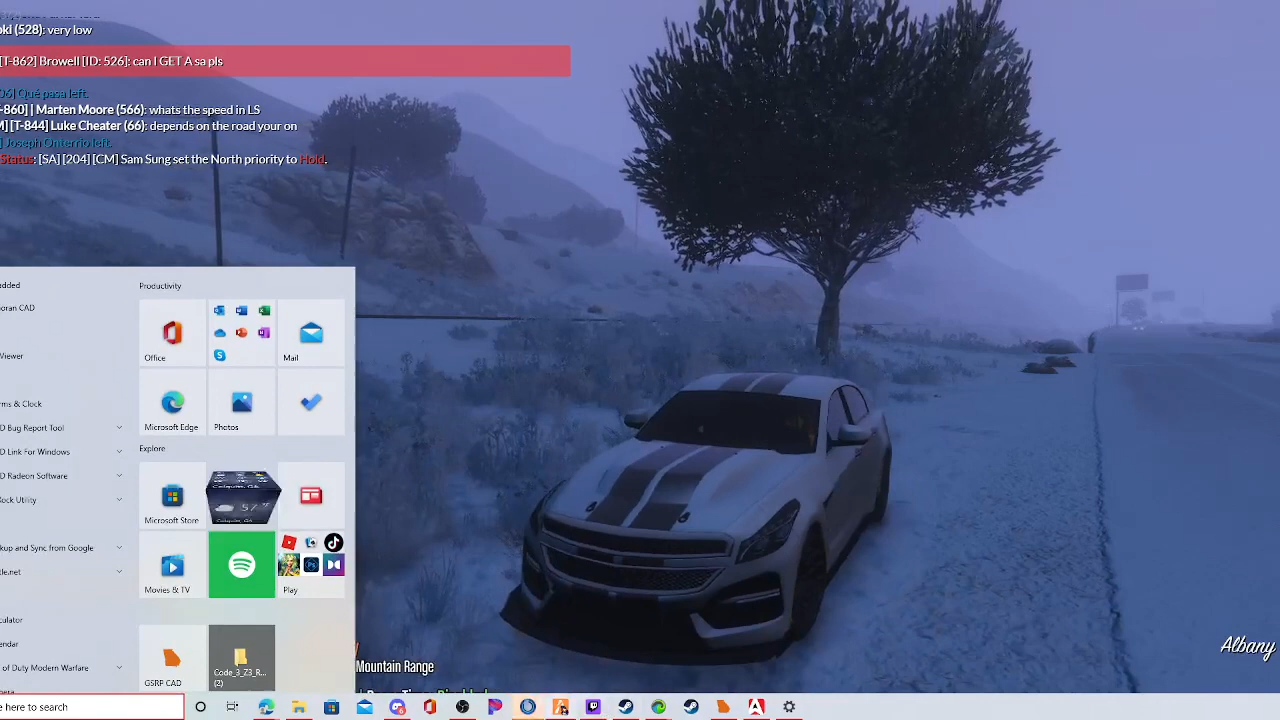 (528): very low
[T-862] Browell [ID: 526]: can I GET A sa pls
Què pasa left.
-860] | Marten Moore (566): whats the speed in LS
] [T-844] Luke Cheater (66): depends on the road your on
] Joseph Onterrio left.
Status: [SA] [204] [CM] Sam Sung set the North priority to Hold.
added
Productivity
oran CAD
Office
Mail
Viewer
rms & Clock
Microsoft Edge
Photos
D Bug Report Tool
Explore
D Link For Windows
D Radeon Software
ock Utility
Microsoft Store
57°F
kup and Sync from Google
tle.net
Movies & TV
Play
culator
endar
of Duty Modern Warfare
GSRP CAD
Code_3_Z3_R...
(2)
Mountain Range
Albany
here to search